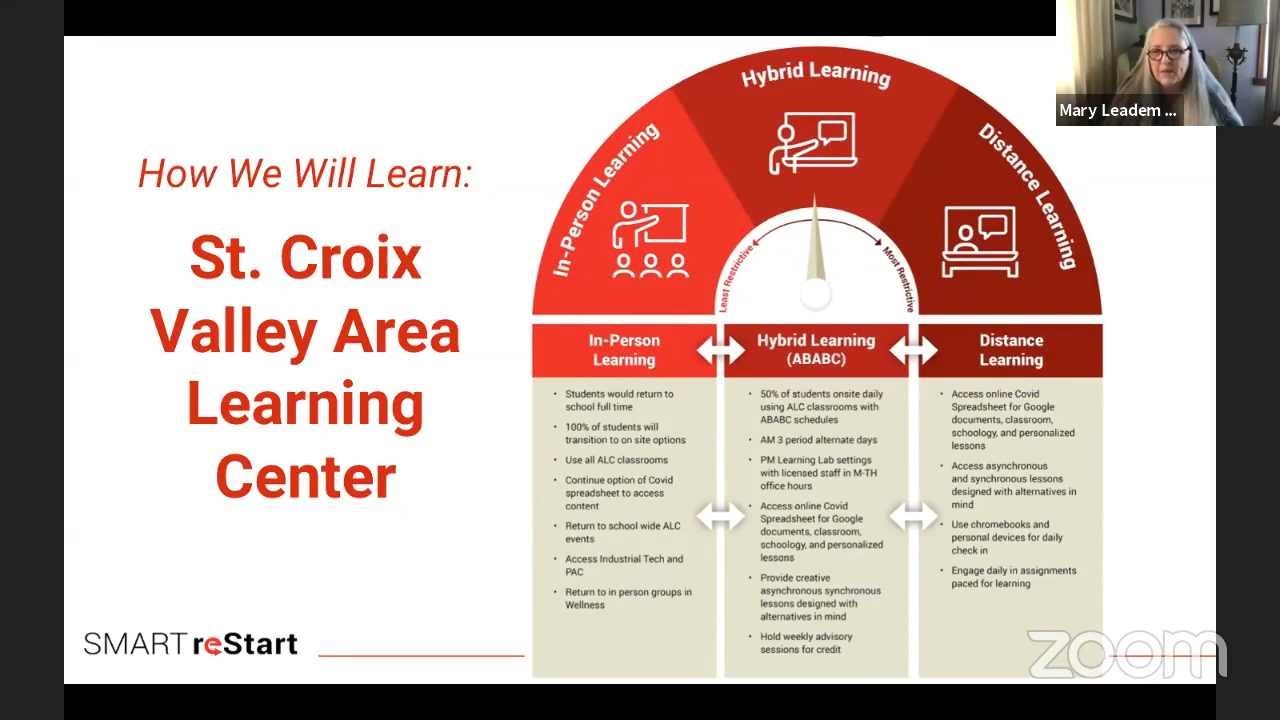 How We Will Learn:
St. Croix
Valley Area
Learning
Center
SMART reStart
In-Person Learning
Hybrid Learning
Distance Learning
Least Restrictive
Most Restrictive
In-Person
Learning
• Students would return to
school full time
• 100% of students will
transition to on site options
• Use all ALC classrooms
• Continue option of Covid
spreadsheet to access
content
• Return to school wide ALC
events
• Access Industrial Tech and
PAC
• Return to in person groups in
Wellness
Hybrid Learning
(ABABC)
• 50% of students onsite daily
using ALC classrooms with
ABABC schedules
• AM 3 period alternate days
• PM Learning Lab settings
with licensed staff in M-TH
office hours
• Access online Covid
Spreadsheet for Google
documents, classroom,
schoology, and personalized
lessons
• Provide creative
asynchronous synchronous
lessons designed with
alternatives in mind
• Hold weekly advisory
sessions for credit
Distance
Learning
• Access online Covid
Spreadsheet for Google
documents, classroom,
schoology, and personalized
lessons
• Access asynchronous
and synchronous lessons
designed with alternatives in
mind
• Use chromebooks and
personal devices for daily
check in
• Engage daily in assignments
paced for learning
Mary Leadem ...
zoom